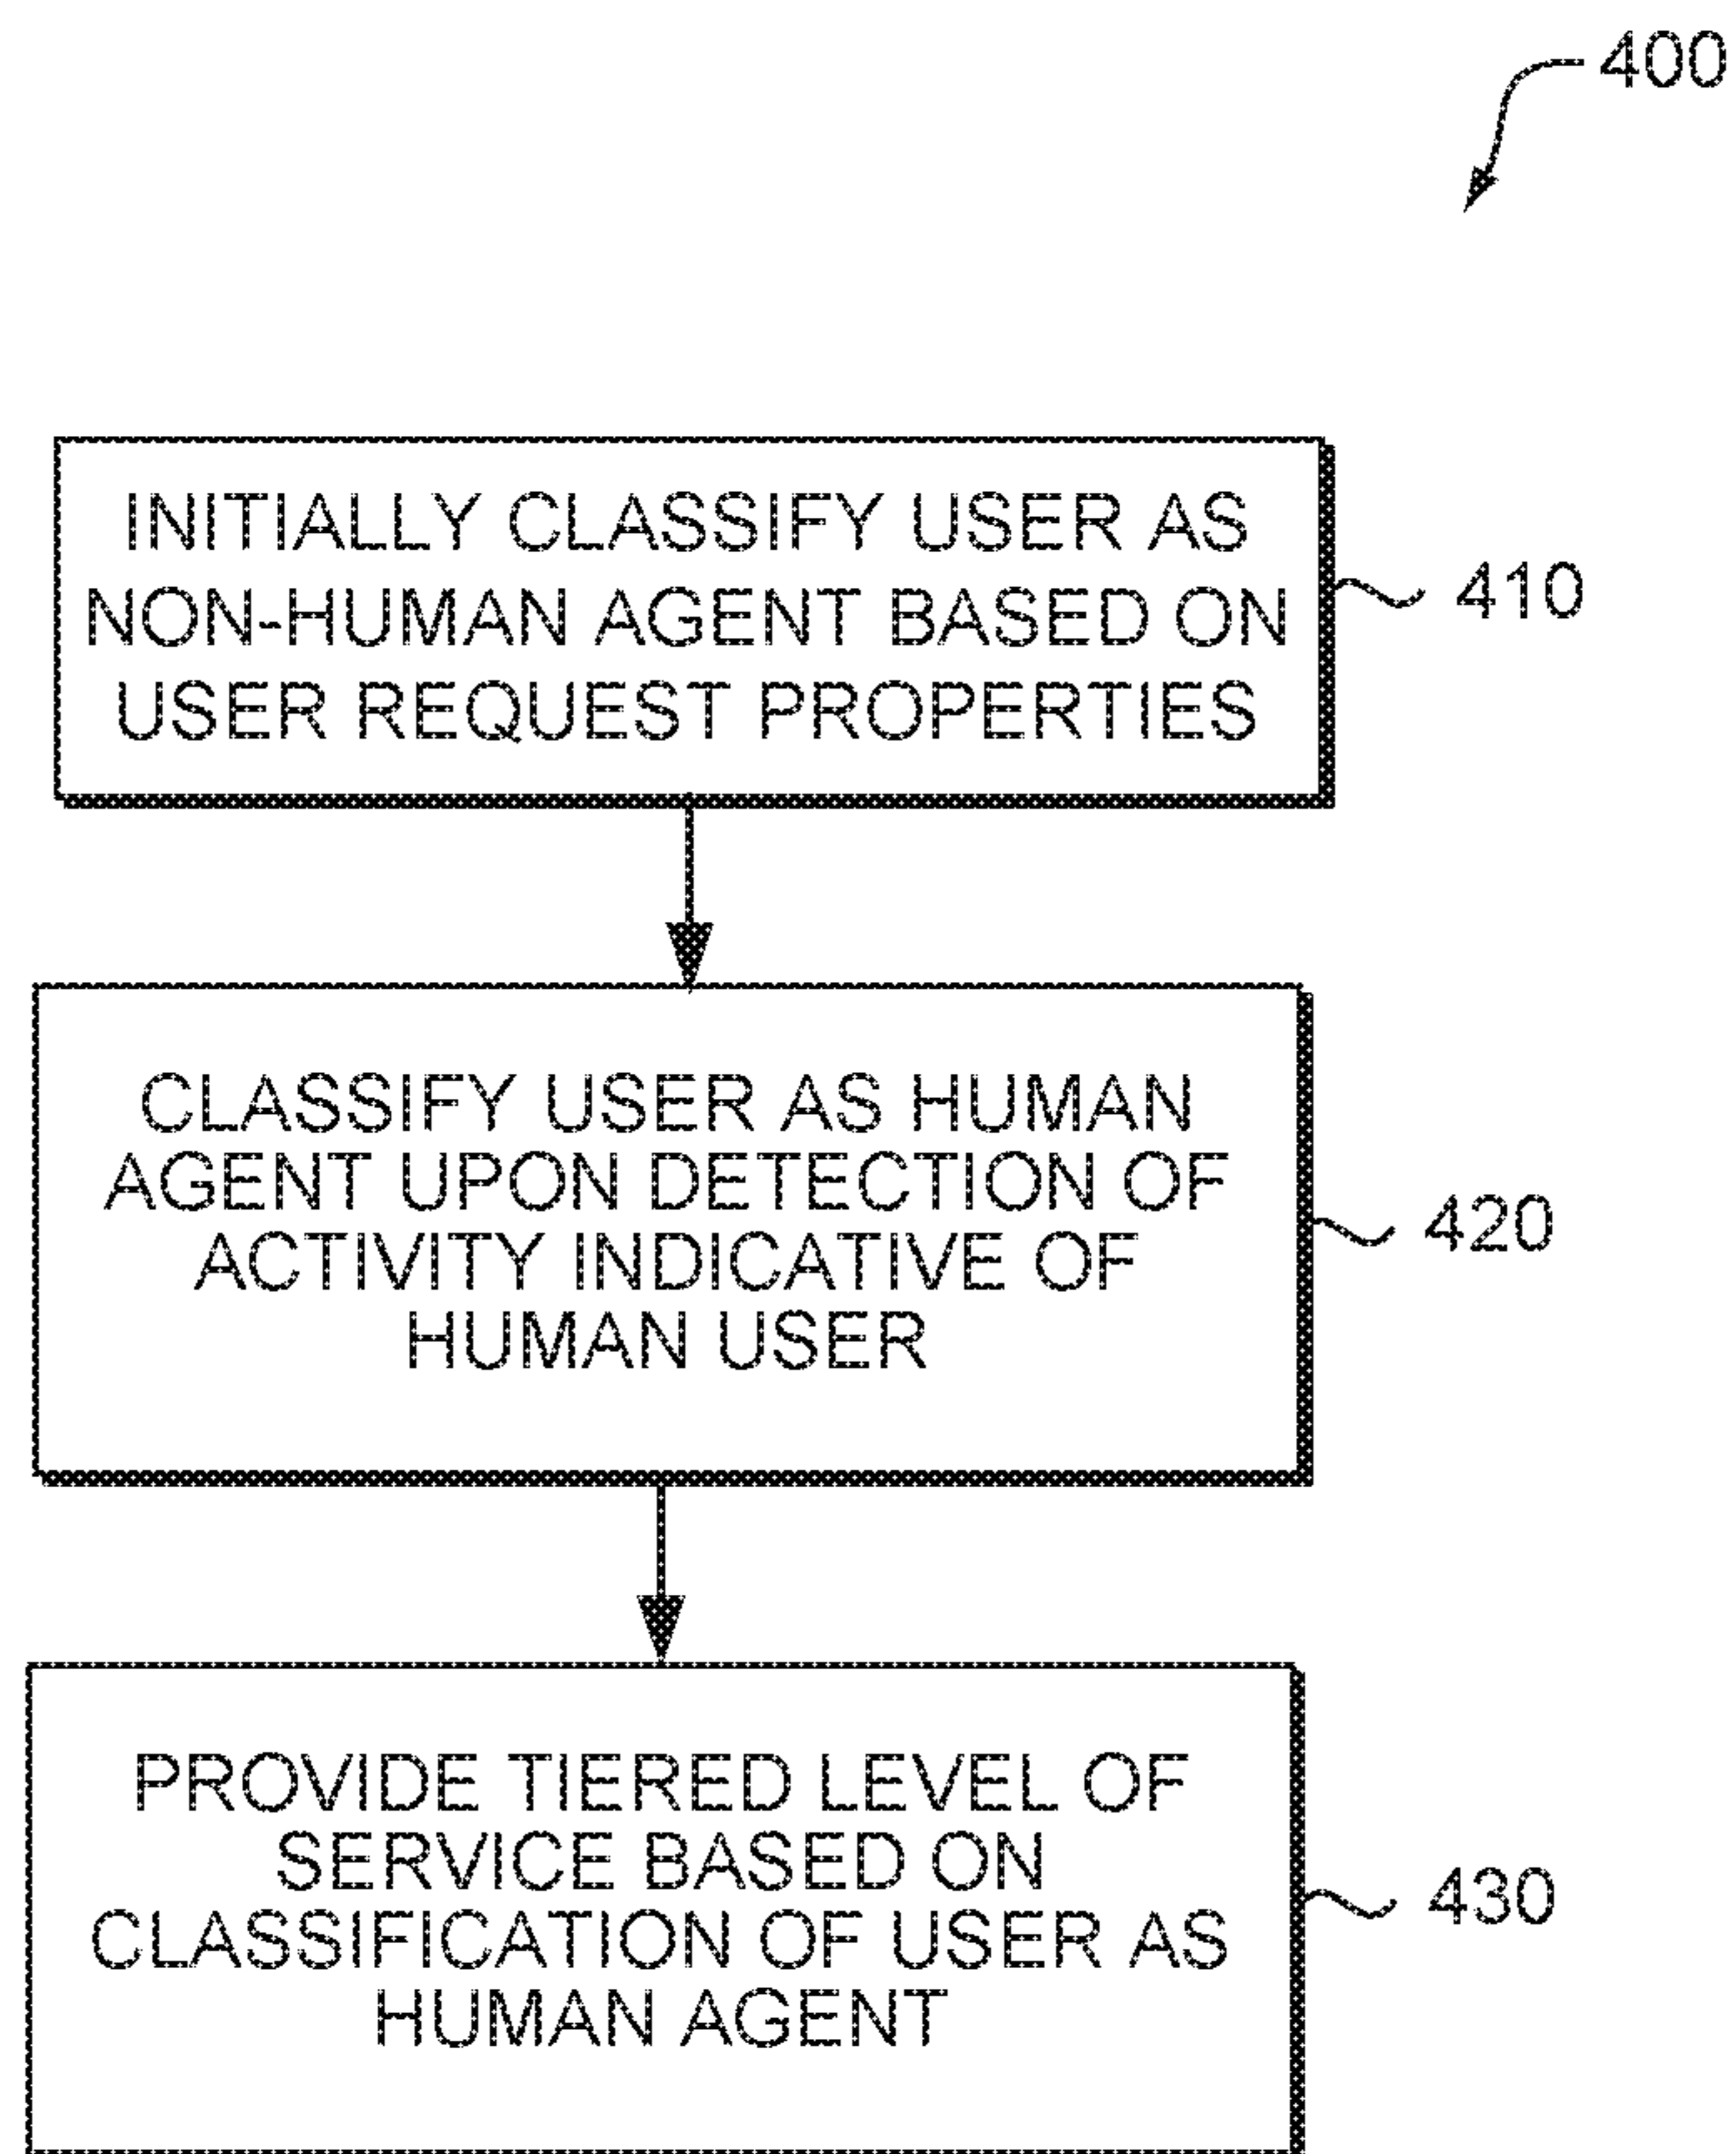 400
INITIALLY CLASSIFY USER AS
NON-HUMAN AGENT BASED ON
USER REQUEST PROPERTIES
410
CLASSIFY USER AS HUMAN
AGENT UPON DETECTION OF
ACTIVITY INDICATIVE OF
HUMAN USER
420
PROVIDE TIERED LEVEL OF
SERVICE BASED ON
CLASSIFICATION OF USER AS
HUMAN AGENT
430